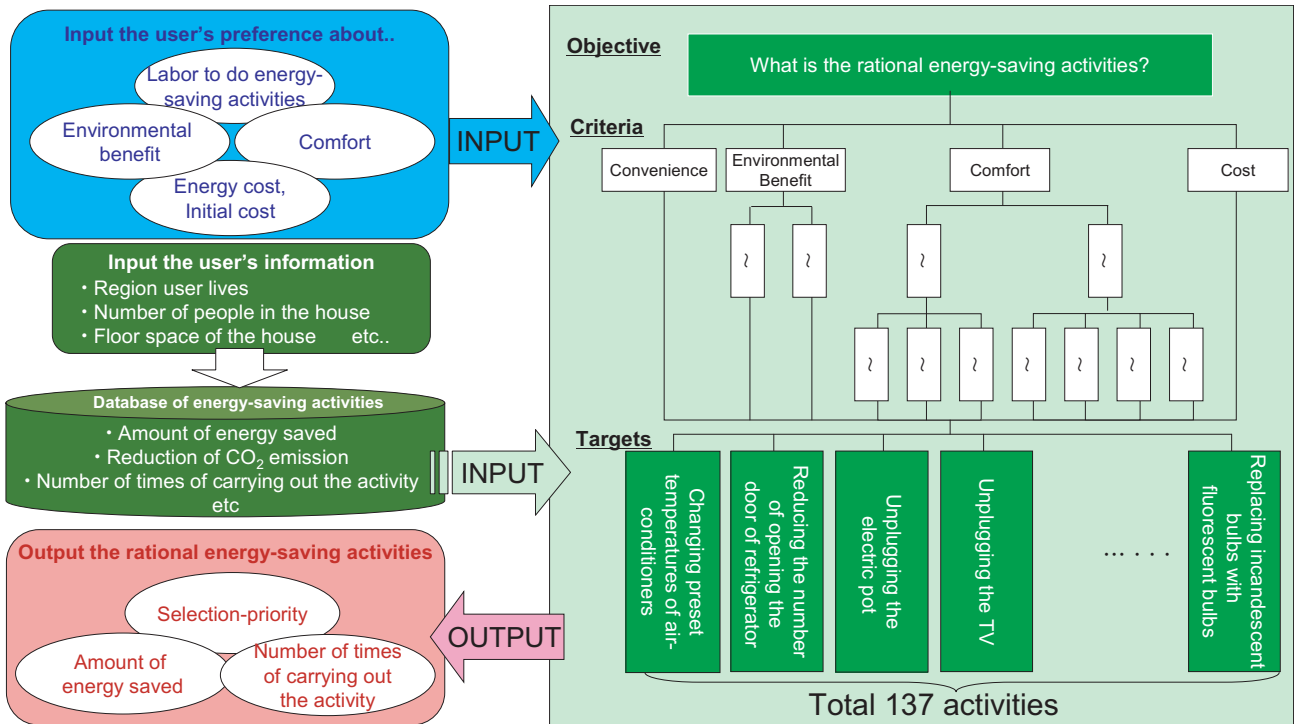 Input the user's preference about..
Labor to do energy-
saving activities
Environmental
benefit
Comfort
Energy cost,
Initial cost
INPUT
Input the user's information
・Region user lives
・Number of people in the house
・Floor space of the house etc..
Database of energy-saving activities
・Amount of energy saved
・Reduction of CO₂ emission
・Number of times of carrying out the activity
etc
INPUT
Output the rational energy-saving activities
Selection-priority
Amount of
energy saved
Number of times
of carrying out
the activity
OUTPUT
Objective
What is the rational energy-saving activities?
Criteria
Convenience
Environmental
Benefit
Comfort
Cost
~
~
~
~
~
~
~
~
~
~
~
Targets
Changing preset
temperatures of air-
conditioners
Reducing the number
of opening the
door of refrigerator
Unplugging the
electric pot
Unplugging the TV
... . . .
Replacing incandescent
bulbs with
fluorescent bulbs
Total 137 activities